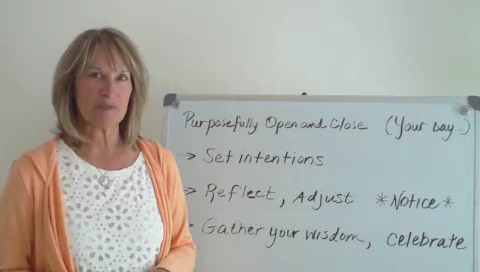 Purposefully Open and Close (Your Day...)
→ Set intentions
→ Reflect, Adjust *Notice*
Gather your wisdom, Celebrate